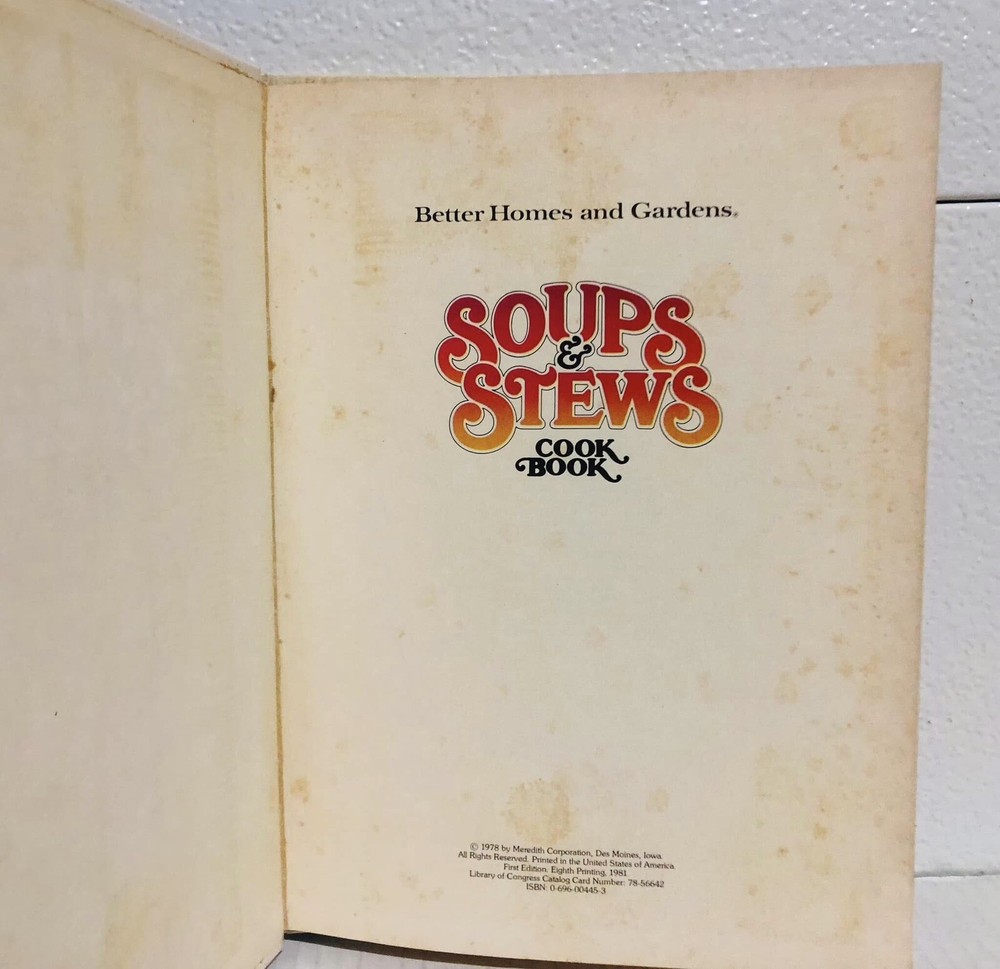 Better Homes and Gardens®
SOUPS
&
STEWS
COOK
BOOK
© 1978 by Meredith Corporation, Des Moines, Iowa.
All Rights Reserved. Printed in the United States of America.
First Edition. Eighth Printing, 1981.
Library of Congress Catalog Card Number: 78-56642
ISBN: 0-696-00445-3